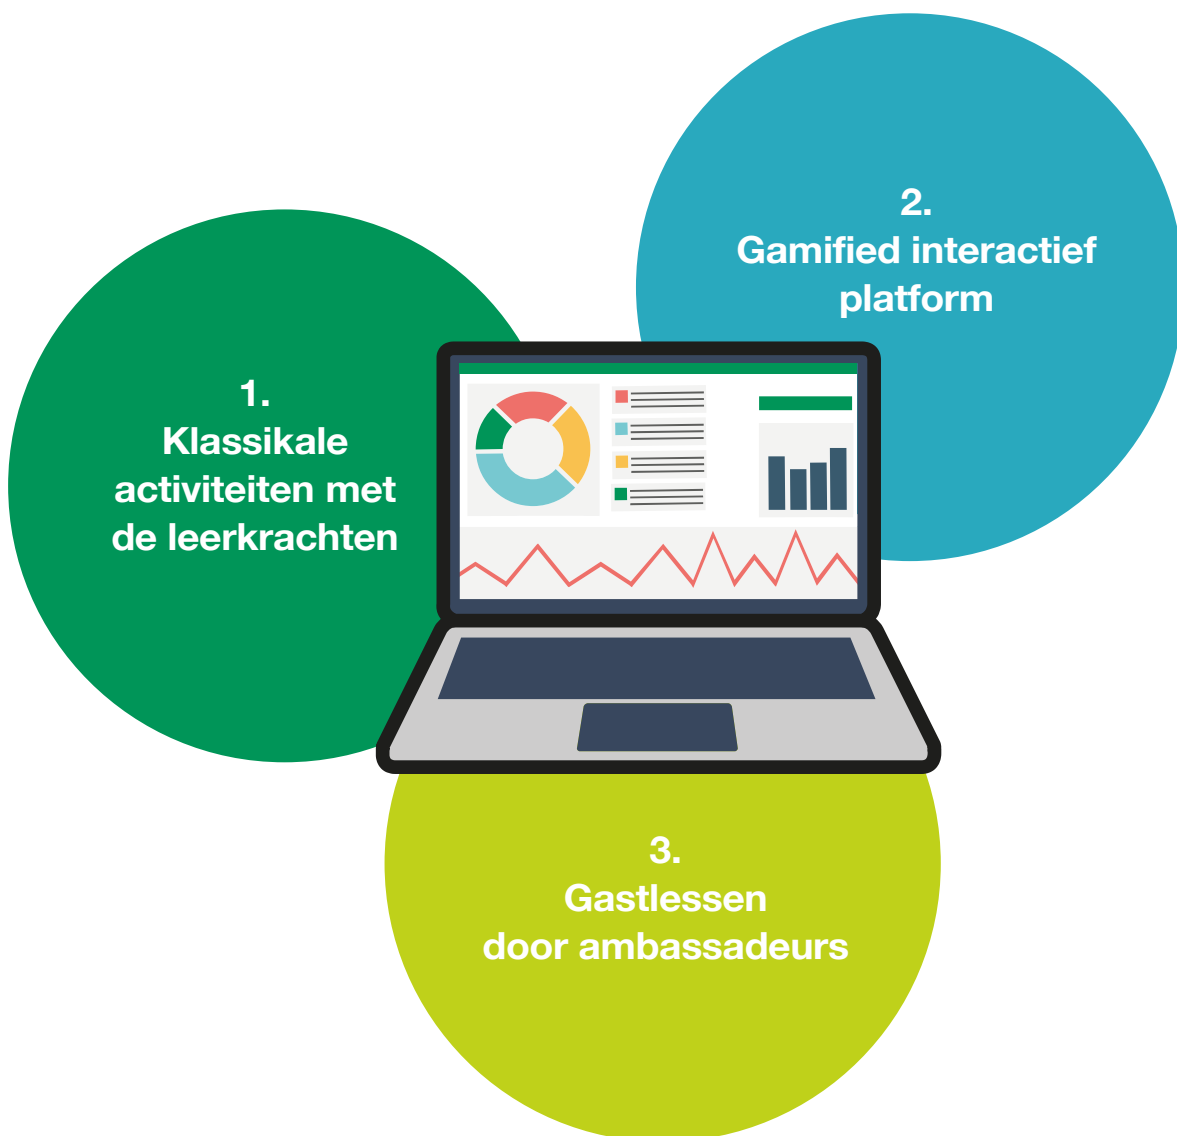 1.
Klassikale
activiteiten met
de leerkrachten
2.
Gamified interactief
platform
3.
Gastlessen
door ambassadeurs